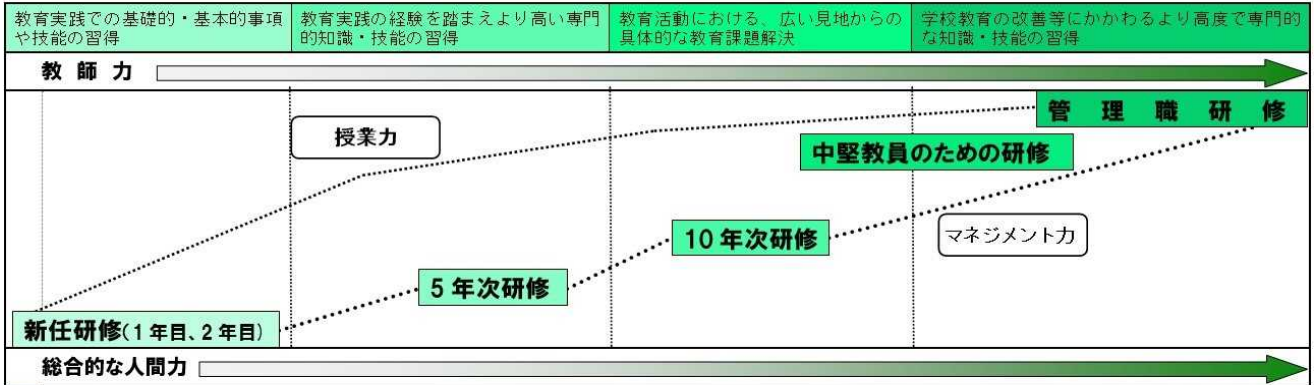 教育実践での基礎的・基本的事項
や技能の習得
教育実践の経験を踏まえより高い専門
的知識・技能の習得
教育活動における、広い見地からの
具体的な教育課題解決
学校教育の改善等にかかわるより高度で専門的
な知識・技能の習得
教師力
管理職研修
授業力
中堅教員のための研修
10年次研修
マネジメント力
5年次研修
新任研修(1年目、2年目)
総合的な人間力